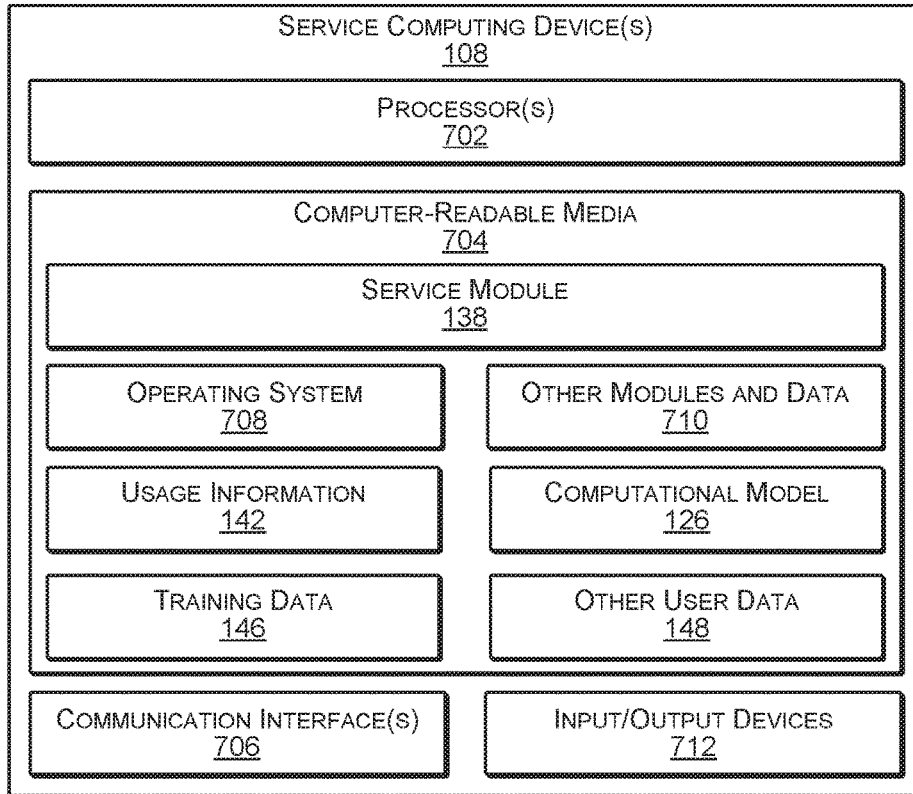 SERVICE COMPUTING DEVICE(S)
108
PROCESSOR(S)
702
COMPUTER-READABLE MEDIA
704
SERVICE MODULE
138
OPERATING SYSTEM
708
OTHER MODULES AND DATA
710
USAGE INFORMATION
142
COMPUTATIONAL MODEL
126
TRAINING DATA
146
OTHER USER DATA
148
COMMUNICATION INTERFACE(S)
706
INPUT/OUTPUT DEVICES
712